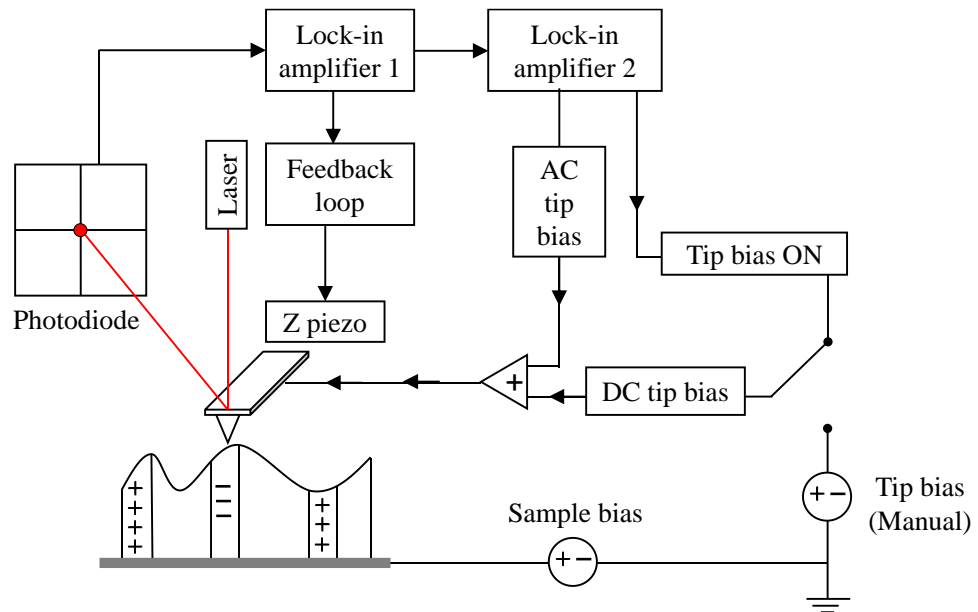 Lock-in
amplifier 1
Lock-in
amplifier 2
Laser
Feedback
loop
AC
tip
bias
Tip bias ON
Photodiode
Z piezo
+
DC tip bias
+
+
+
+
− − −
+
+
+
Sample bias
+ −
+ −
Tip bias
(Manual)